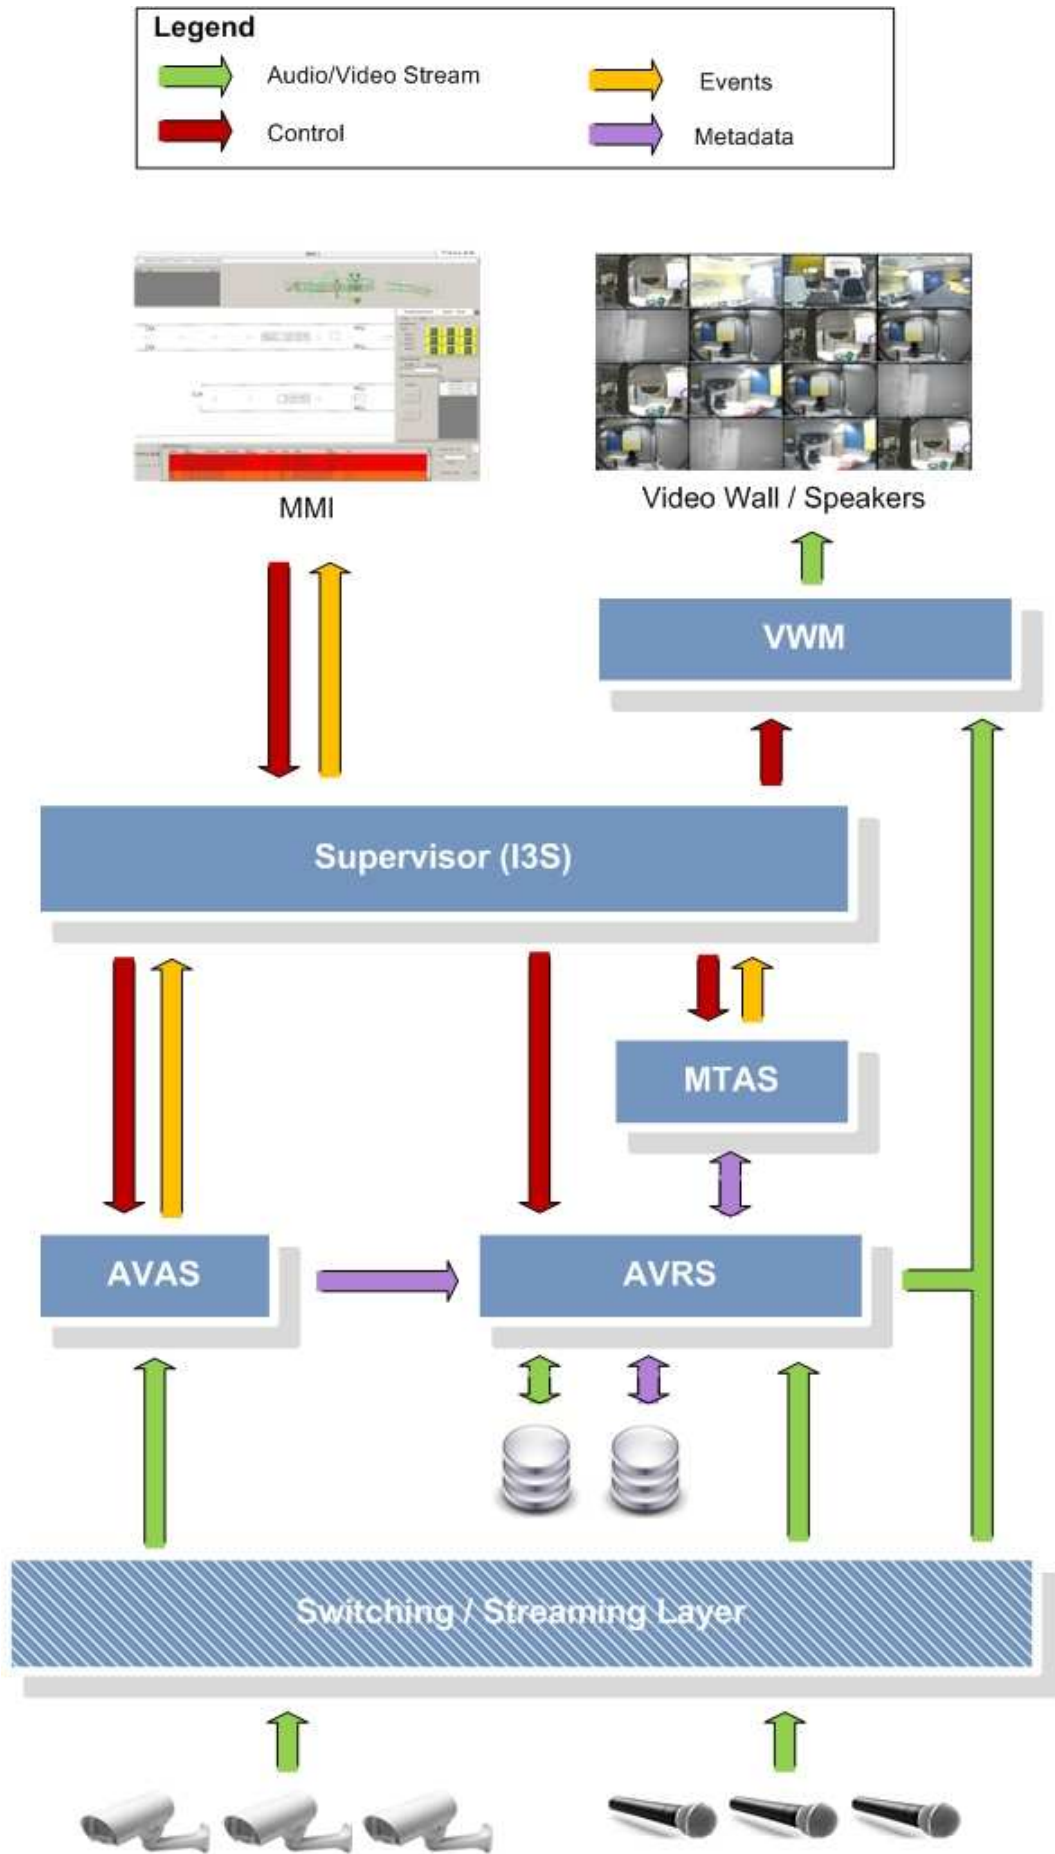 Legend
Audio/Video Stream
Events
Control
Metadata
MMI
Video Wall / Speakers
VWM
Supervisor (I3S)
MTAS
AVAS
AVRS
Switching / Streaming Layer